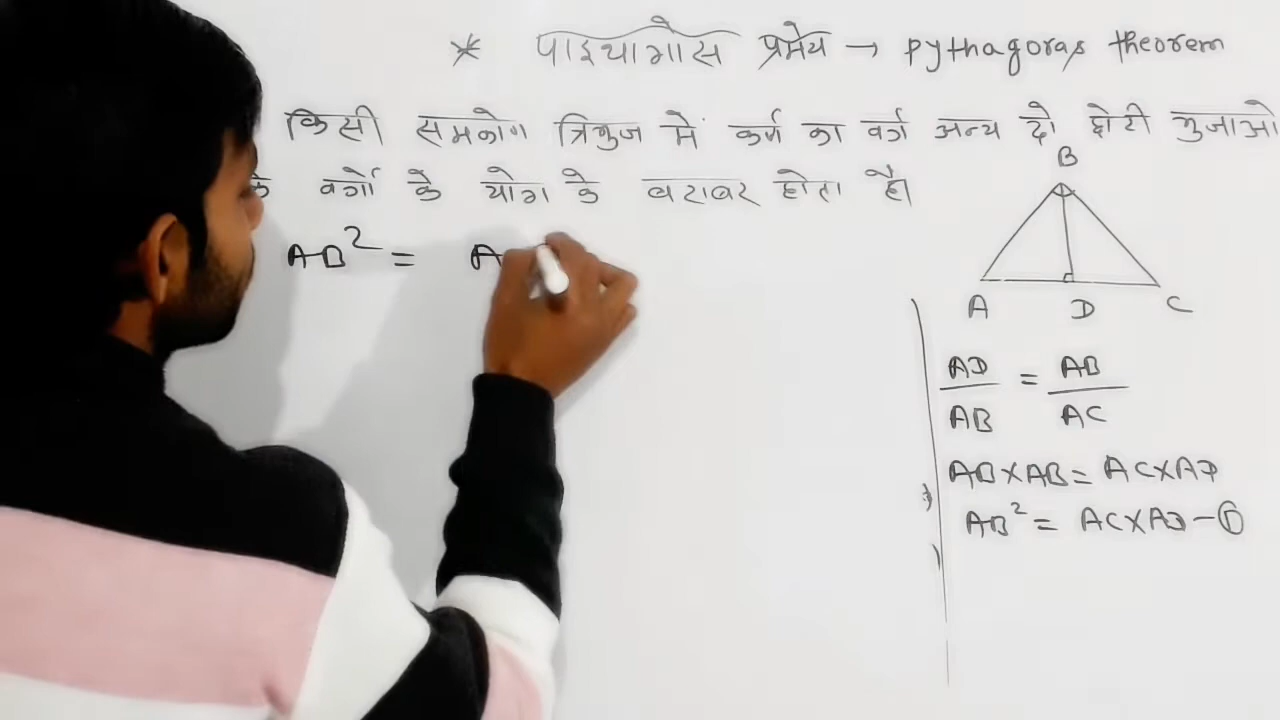 * पाइथागोरस प्रमेय → pythagoras theorem
किसी समकोण त्रिभुज में कर्ण का वर्ग अन्य दो छोटी भुजाओ
के वर्गो के योग के बराबर होता है।
AB² = A
B
A D C
AD/AB = AB/AC
AB×AB = AC×AD
AB² = AC×AD - ①